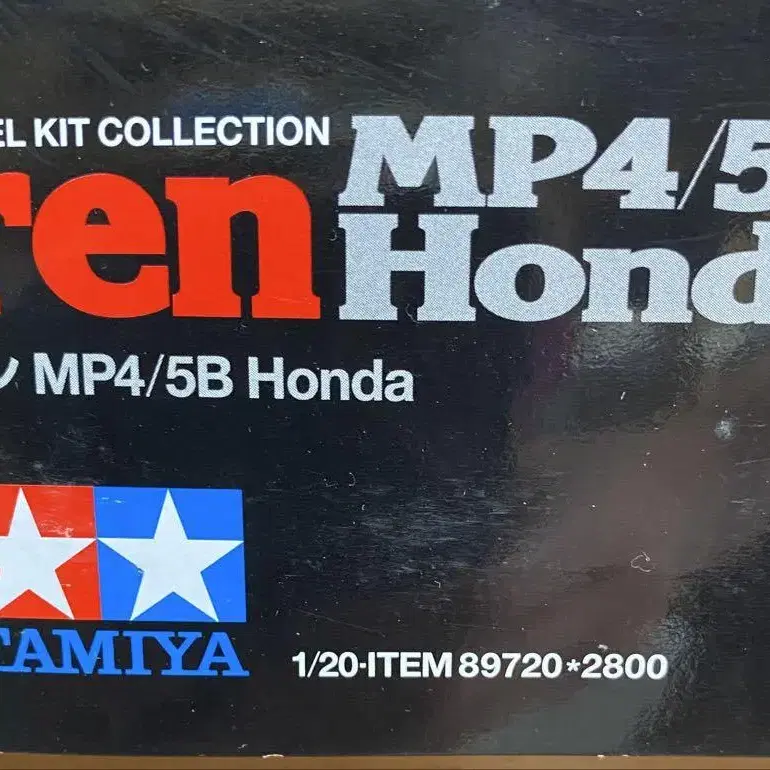 EL KIT COLLECTION
ren MP4/5
Hond
ン MP4/5B Honda
TAMIYA
1/20·ITEM 89720*2800